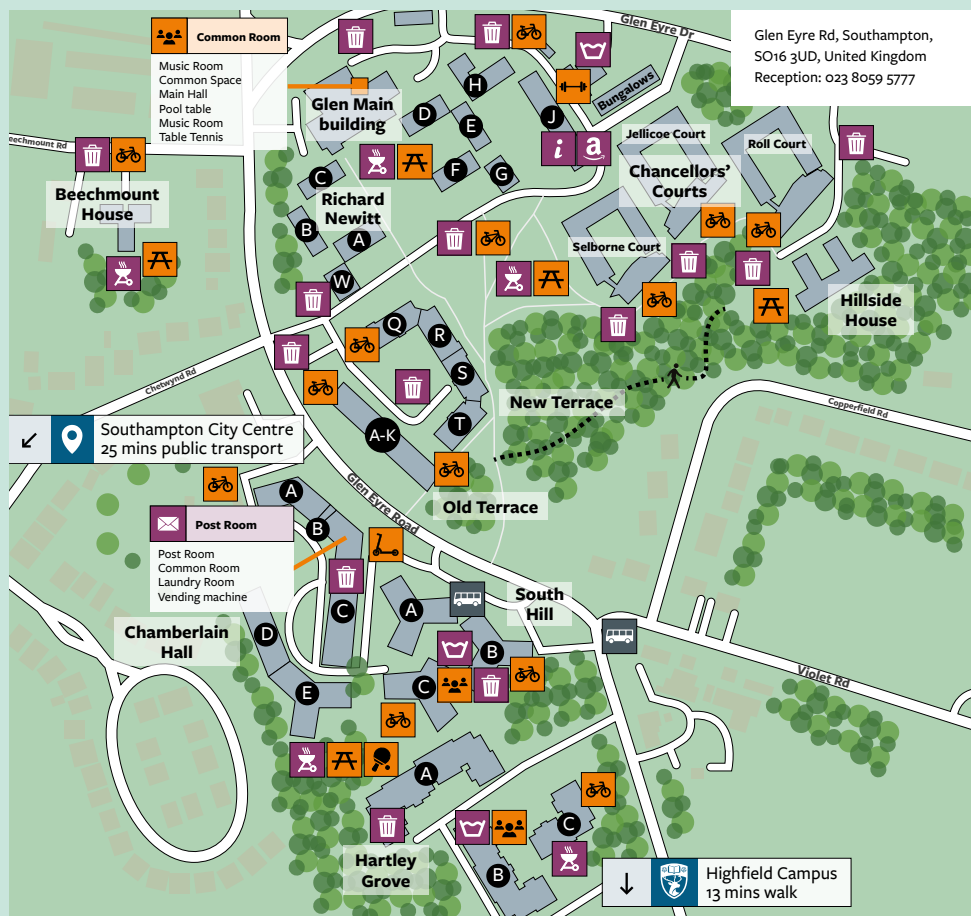 Glen Eyre Dr
Common Room
Music Room
Common Space
Main Hall
Pool table
Music Room
Table Tennis
Glen Eyre Rd, Southampton,
SO16 3UD, United Kingdom
Reception: 023 8059 5777
H
Bungalows
Glen Main
building
D
E
J
Jellicoe Court
Roll Court
i
a
Chancellors'
Courts
Beechmount Rd
Beechmount
House
C
F
G
Richard
Newitt
B
A
Selborne Court
W
Hillside
House
Q
R
S
T
Chetwynd Rd
New Terrace
Copperfield Rd
A-K
Southampton City Centre
25 mins public transport
Old Terrace
Glen Eyre Road
A
B
Post Room
Post Room
Common Room
Laundry Room
Vending machine
C
A
South
Hill
Chamberlain
Hall
D
B
E
C
Violet Rd
A
C
Hartley
Grove
B
Highfield Campus
13 mins walk